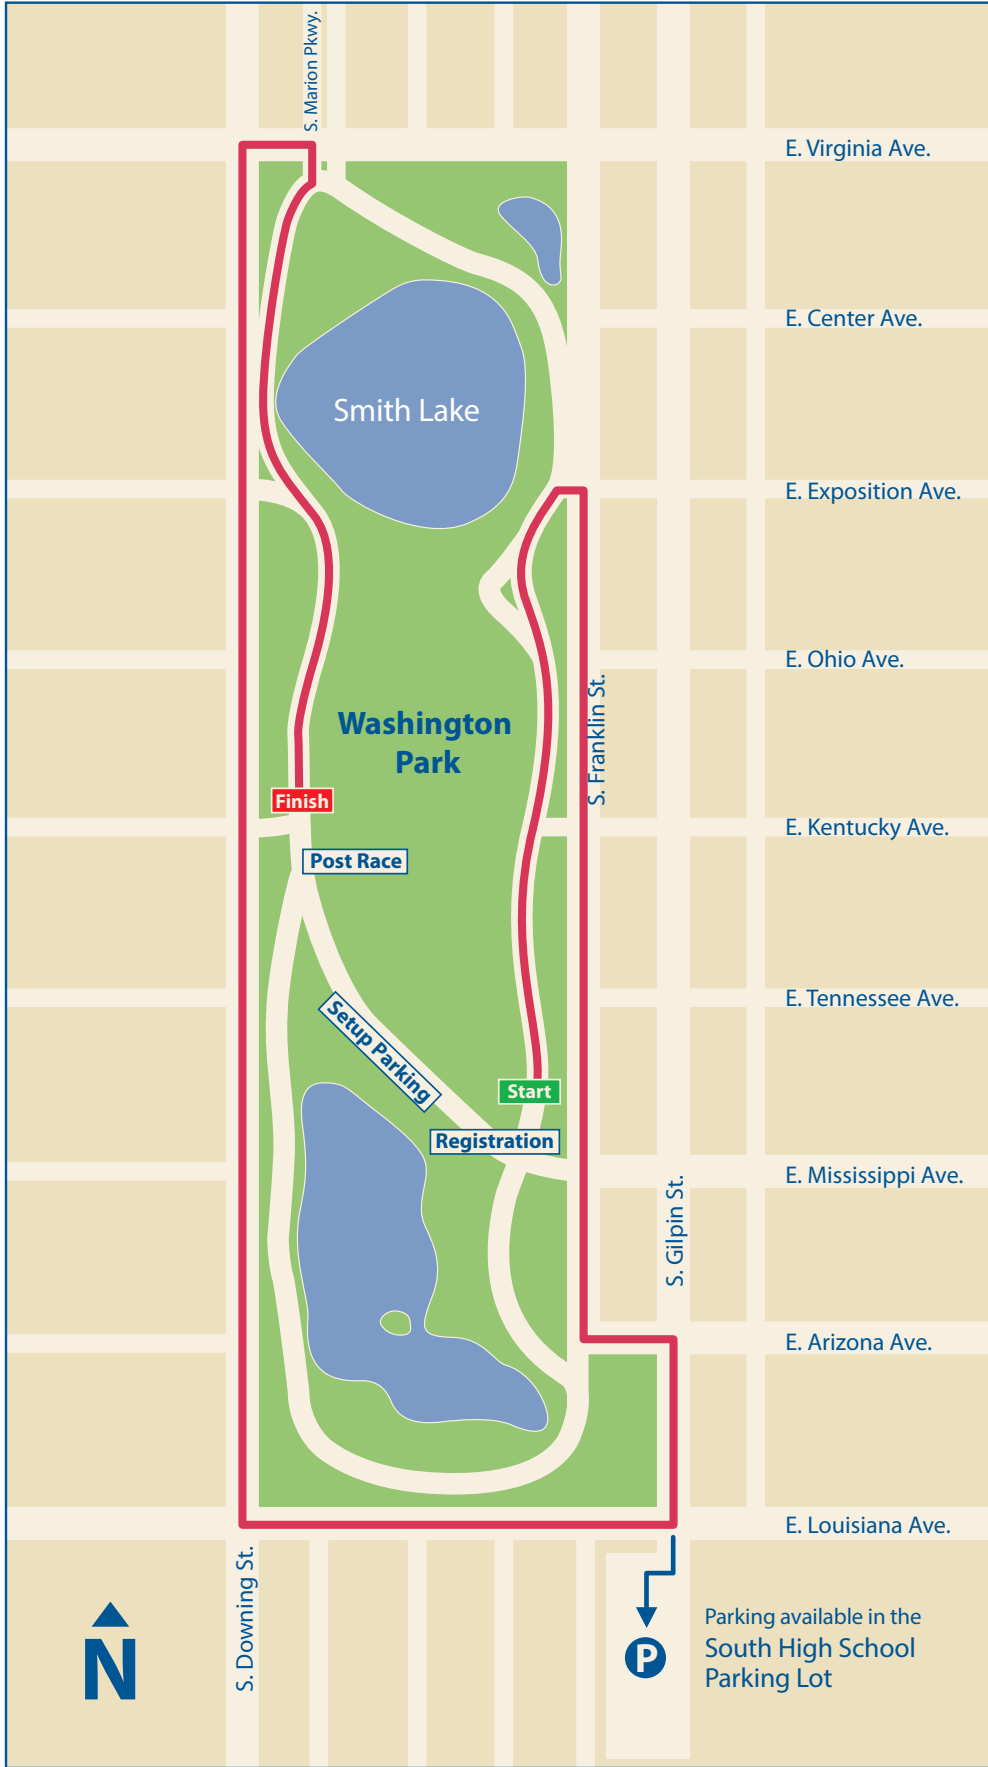 S. Marion Pkwy.
E. Virginia Ave.
E. Center Ave.
Smith Lake
E. Exposition Ave.
E. Ohio Ave.
S. Franklin St.
Washington
Park
Finish
E. Kentucky Ave.
Post Race
E. Tennessee Ave.
Setup Parking
Start
Registration
E. Mississippi Ave.
S. Gilpin St.
E. Arizona Ave.
E. Louisiana Ave.
S. Downing St.
N
P
Parking available in the
South High School
Parking Lot